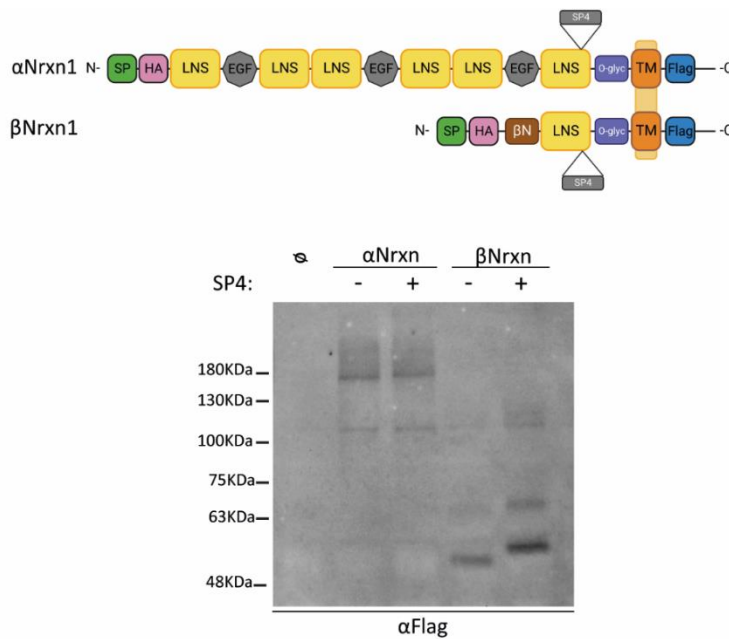 SP4
αNrxn1 N- SP HA LNS EGF LNS LNS EGF LNS LNS EGF LNS O-glyc TM Flag -C
βNrxn1 N- SP HA βN LNS O-glyc TM Flag -C
SP4
⌀ αNrxn βNrxn
SP4: - + - +
180KDa
130KDa
100KDa
75KDa
63KDa
48KDa
αFlag